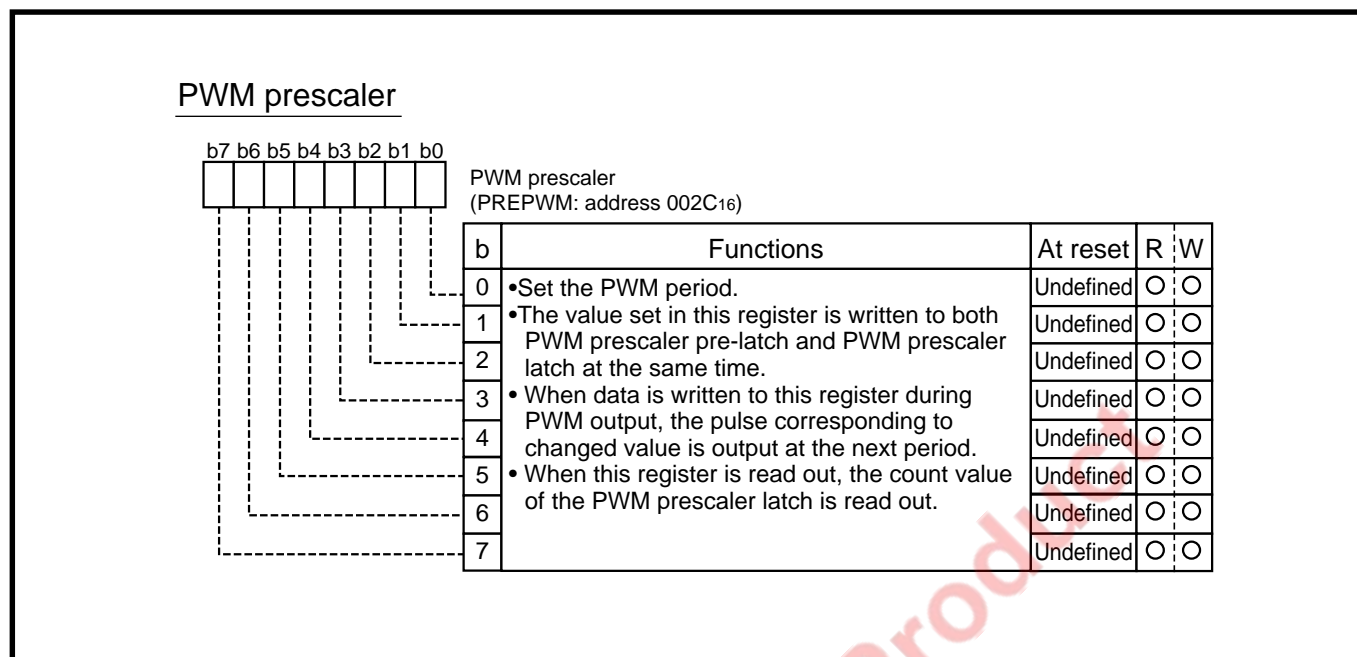 PWM prescaler
b7 b6 b5 b4 b3 b2 b1 b0
PWM prescaler
(PREPWM: address 002C16)
b Functions At reset R W
0 •Set the PWM period. Undefined O O
1 •The value set in this register is written to both Undefined O O
PWM prescaler pre-latch and PWM prescaler
2 latch at the same time. Undefined O O
3 • When data is written to this register during Undefined O O
PWM output, the pulse corresponding to
4 changed value is output at the next period. Undefined O O
5 • When this register is read out, the count value Undefined O O
6 of the PWM prescaler latch is read out. Undefined O O
7 Undefined O O
Product